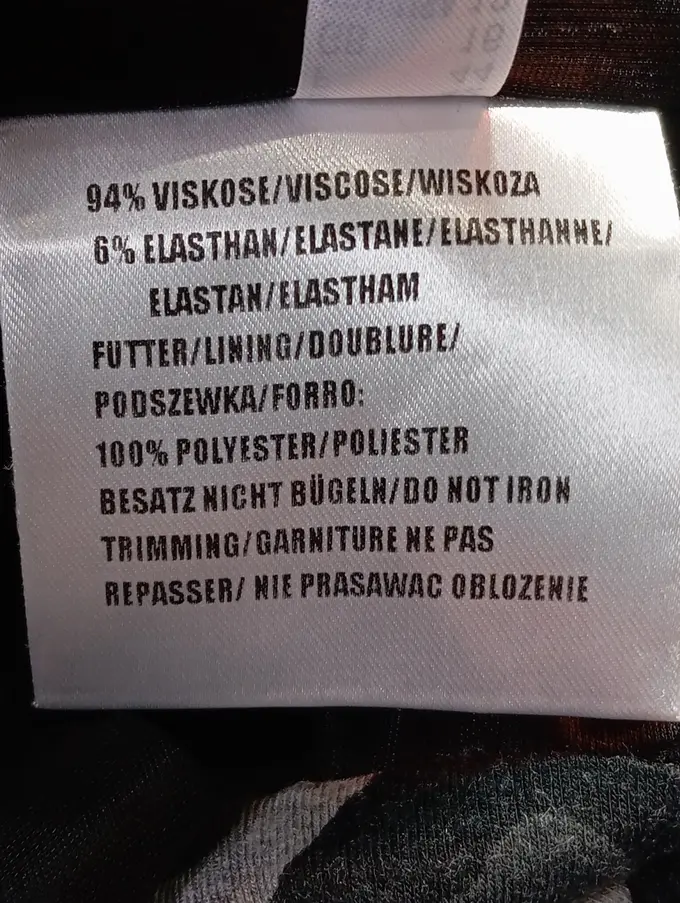 94% VISKOSE/VISCOSE/WISKOZA
6% ELASTHAN/ELASTANE/ELASTHANNE/
ELASTAN/ELASTHAM
FUTTER/LINING/DOUBLURE/
PODSZEWKA/FORRO:
100% POLYESTER/POLIESTER
BESATZ NICHT BÜGELN/DO NOT IRON
TRIMMING/GARNITURE NE PAS
REPASSER/ NIE PRASAWAC OBLOZENIE